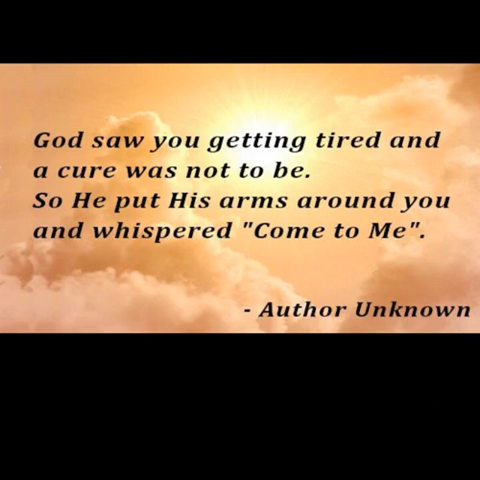 God saw you getting tired and
a cure was not to be.
So He put His arms around you
and whispered "Come to Me".
- Author Unknown